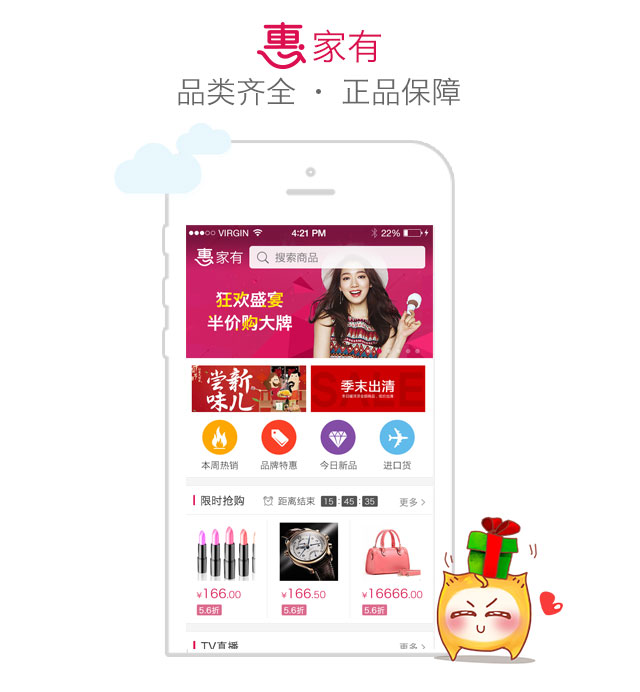 惠家有
品类齐全 · 正品保障
VIRGIN 4:21 PM 22%
惠家有 搜索商品
狂欢盛宴
半价购大牌
尝新
味儿
SALE
季末出清
本周热销 品牌特惠 今日新品 进口货
限时抢购 距离结束 15:45:35 更多
¥166.00 ¥166.50 ¥16666.00
5.6折 5.6折 5.6折
TV直播 更多